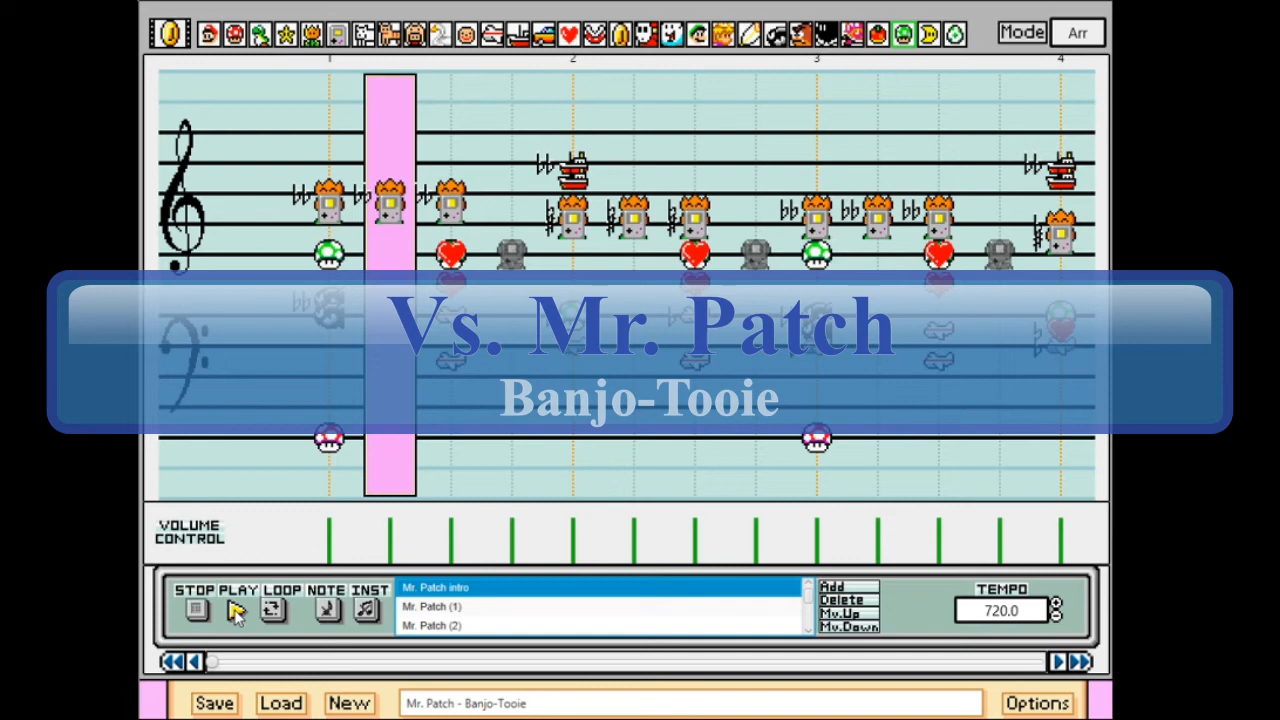 Mode Arr
1 2 3 4
Vs. Mr. Patch
Banjo-Tooie
VOLUME
CONTROL
STOP PLAY LOOP NOTE INST
Mr. Patch intro
Mr. Patch (1)
Mr. Patch (2)
Add
Delete
Mv.Up
Mv.Down
TEMPO
720.0
Save Load New Mr. Patch - Banjo-Tooie Options